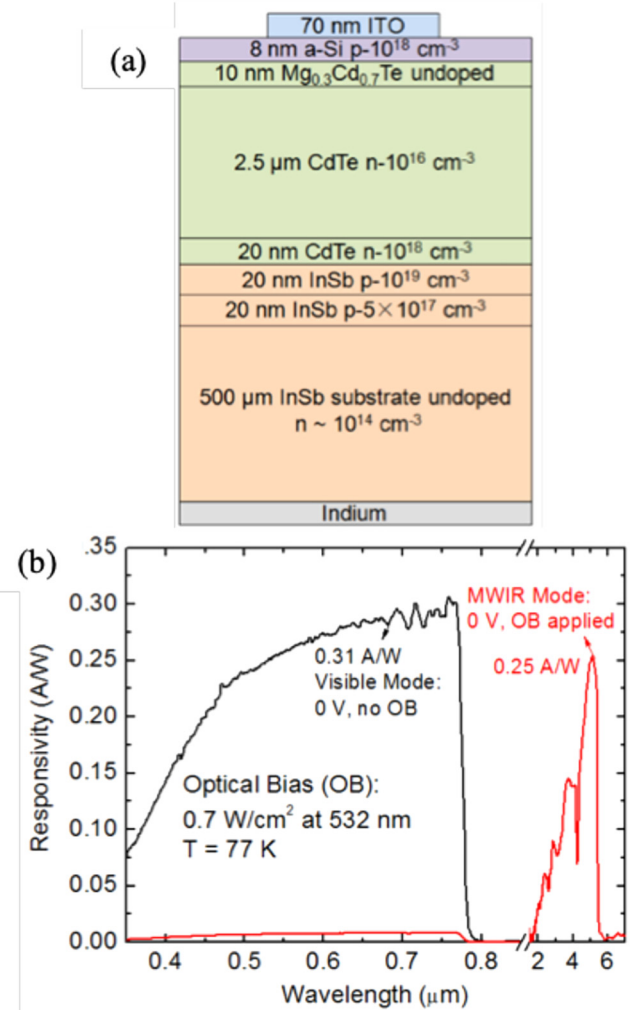 70 nm ITO
(a)
8 nm a-Si p-10¹⁸ cm⁻³
10 nm Mg₀.₃Cd₀.₇Te undoped
2.5 µm CdTe n-10¹⁶ cm⁻³
20 nm CdTe n-10¹⁸ cm⁻³
20 nm InSb p-10¹⁹ cm⁻³
20 nm InSb p-5×10¹⁷ cm⁻³
500 µm InSb substrate undoped
n ~ 10¹⁴ cm⁻³
Indium
(b)
.35
0.30
0.25
0.20
0.15
0.10
0.05
0.00
Responsivity (A/W)
0.31 A/W
Visible Mode:
0 V, no OB
MWIR Mode:
0 V, OB applied
0.25 A/W
Optical Bias (OB):
0.7 W/cm² at 532 nm
T = 77 K
0.4 0.5 0.6 0.7 0.8 2 4 6
Wavelength (µm)